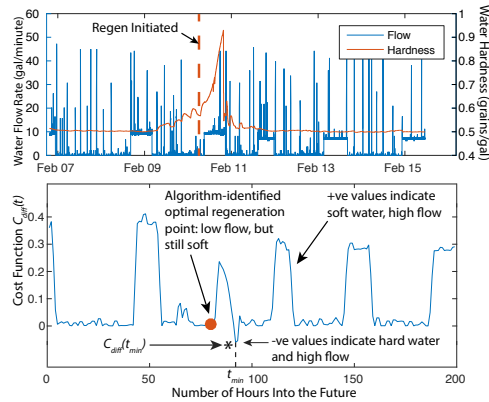 Regen Initiated
Flow
Hardness
Water Flow Rate (gal/minute)
60
50
40
30
20
10
0
1
0.9
0.8
0.7
0.6
0.5
0.4
Water Hardness (grains/gal)
Feb 07
Feb 09
Feb 11
Feb 13
Feb 15
Cost Function C_diff(t)
0.4
0.3
0.2
0.1
0
Algorithm-identified
optimal regeneration
point: low flow, but
still soft
+ve values indicate
soft water, high flow
C_diff(t_min)
*
-ve values indicate hard water
and high flow
0
50
t_min
100
150
200
Number of Hours Into the Future